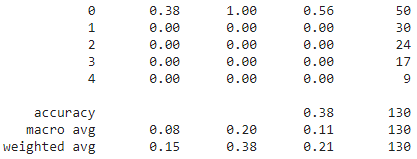 0 0.38 1.00 0.56 50
1 0.00 0.00 0.00 30
2 0.00 0.00 0.00 24
3 0.00 0.00 0.00 17
4 0.00 0.00 0.00 9
accuracy 0.38 130
macro avg 0.08 0.20 0.11 130
weighted avg 0.15 0.38 0.21 130